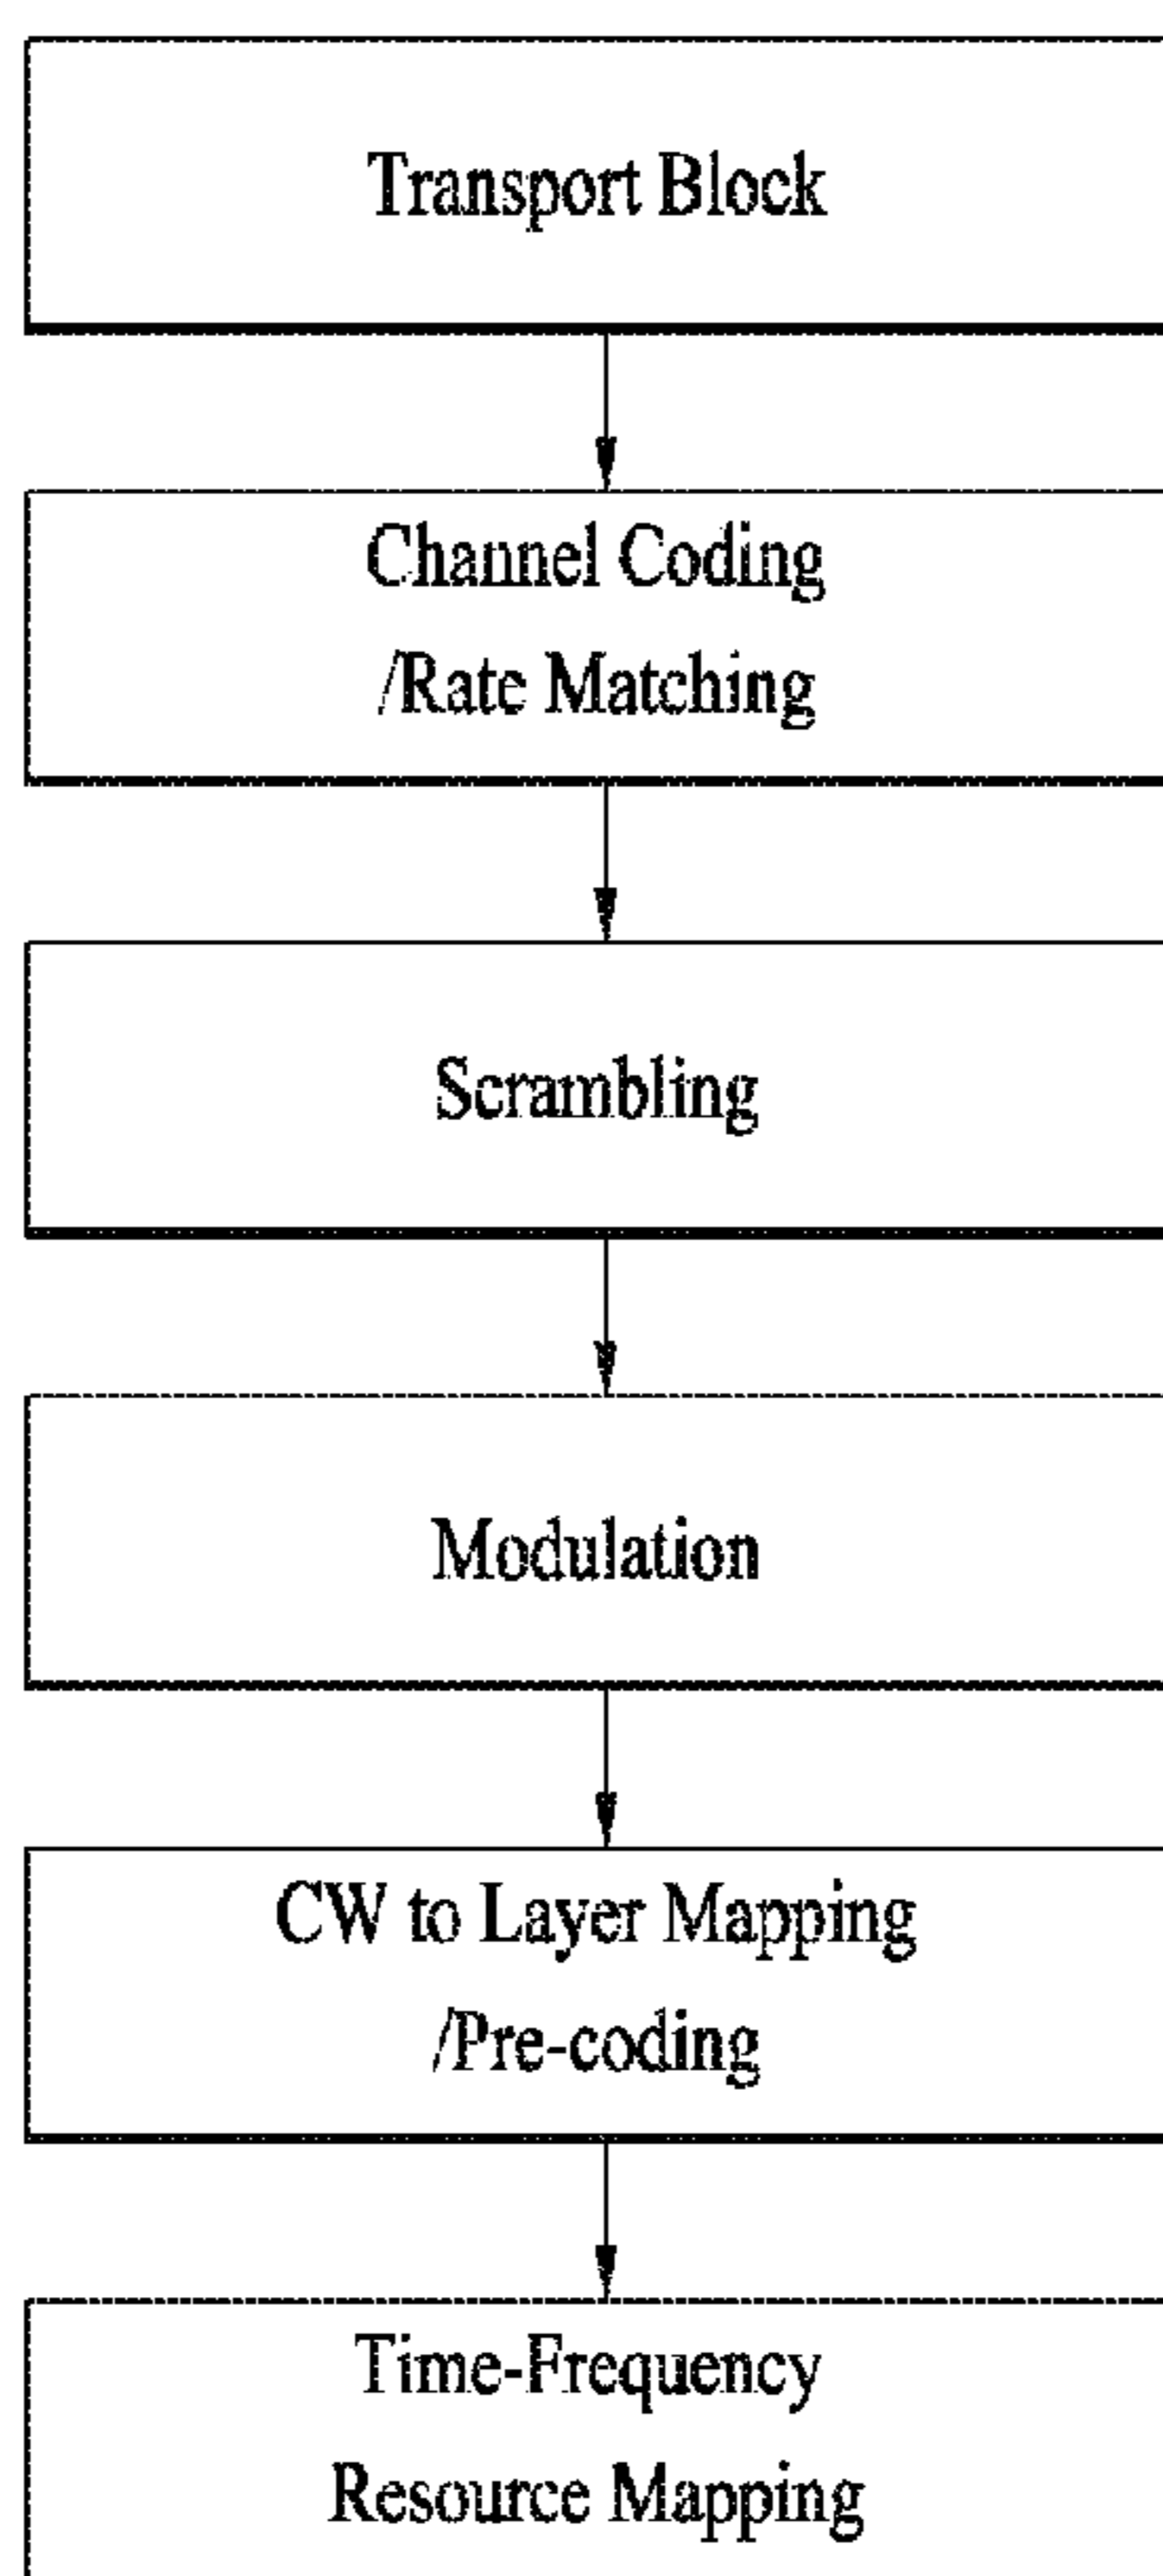 Transport Block
Channel Coding
/Rate Matching
Scrambling
Modulation
CW to Layer Mapping
/Pre-coding
Time-Frequency
Resource Mapping